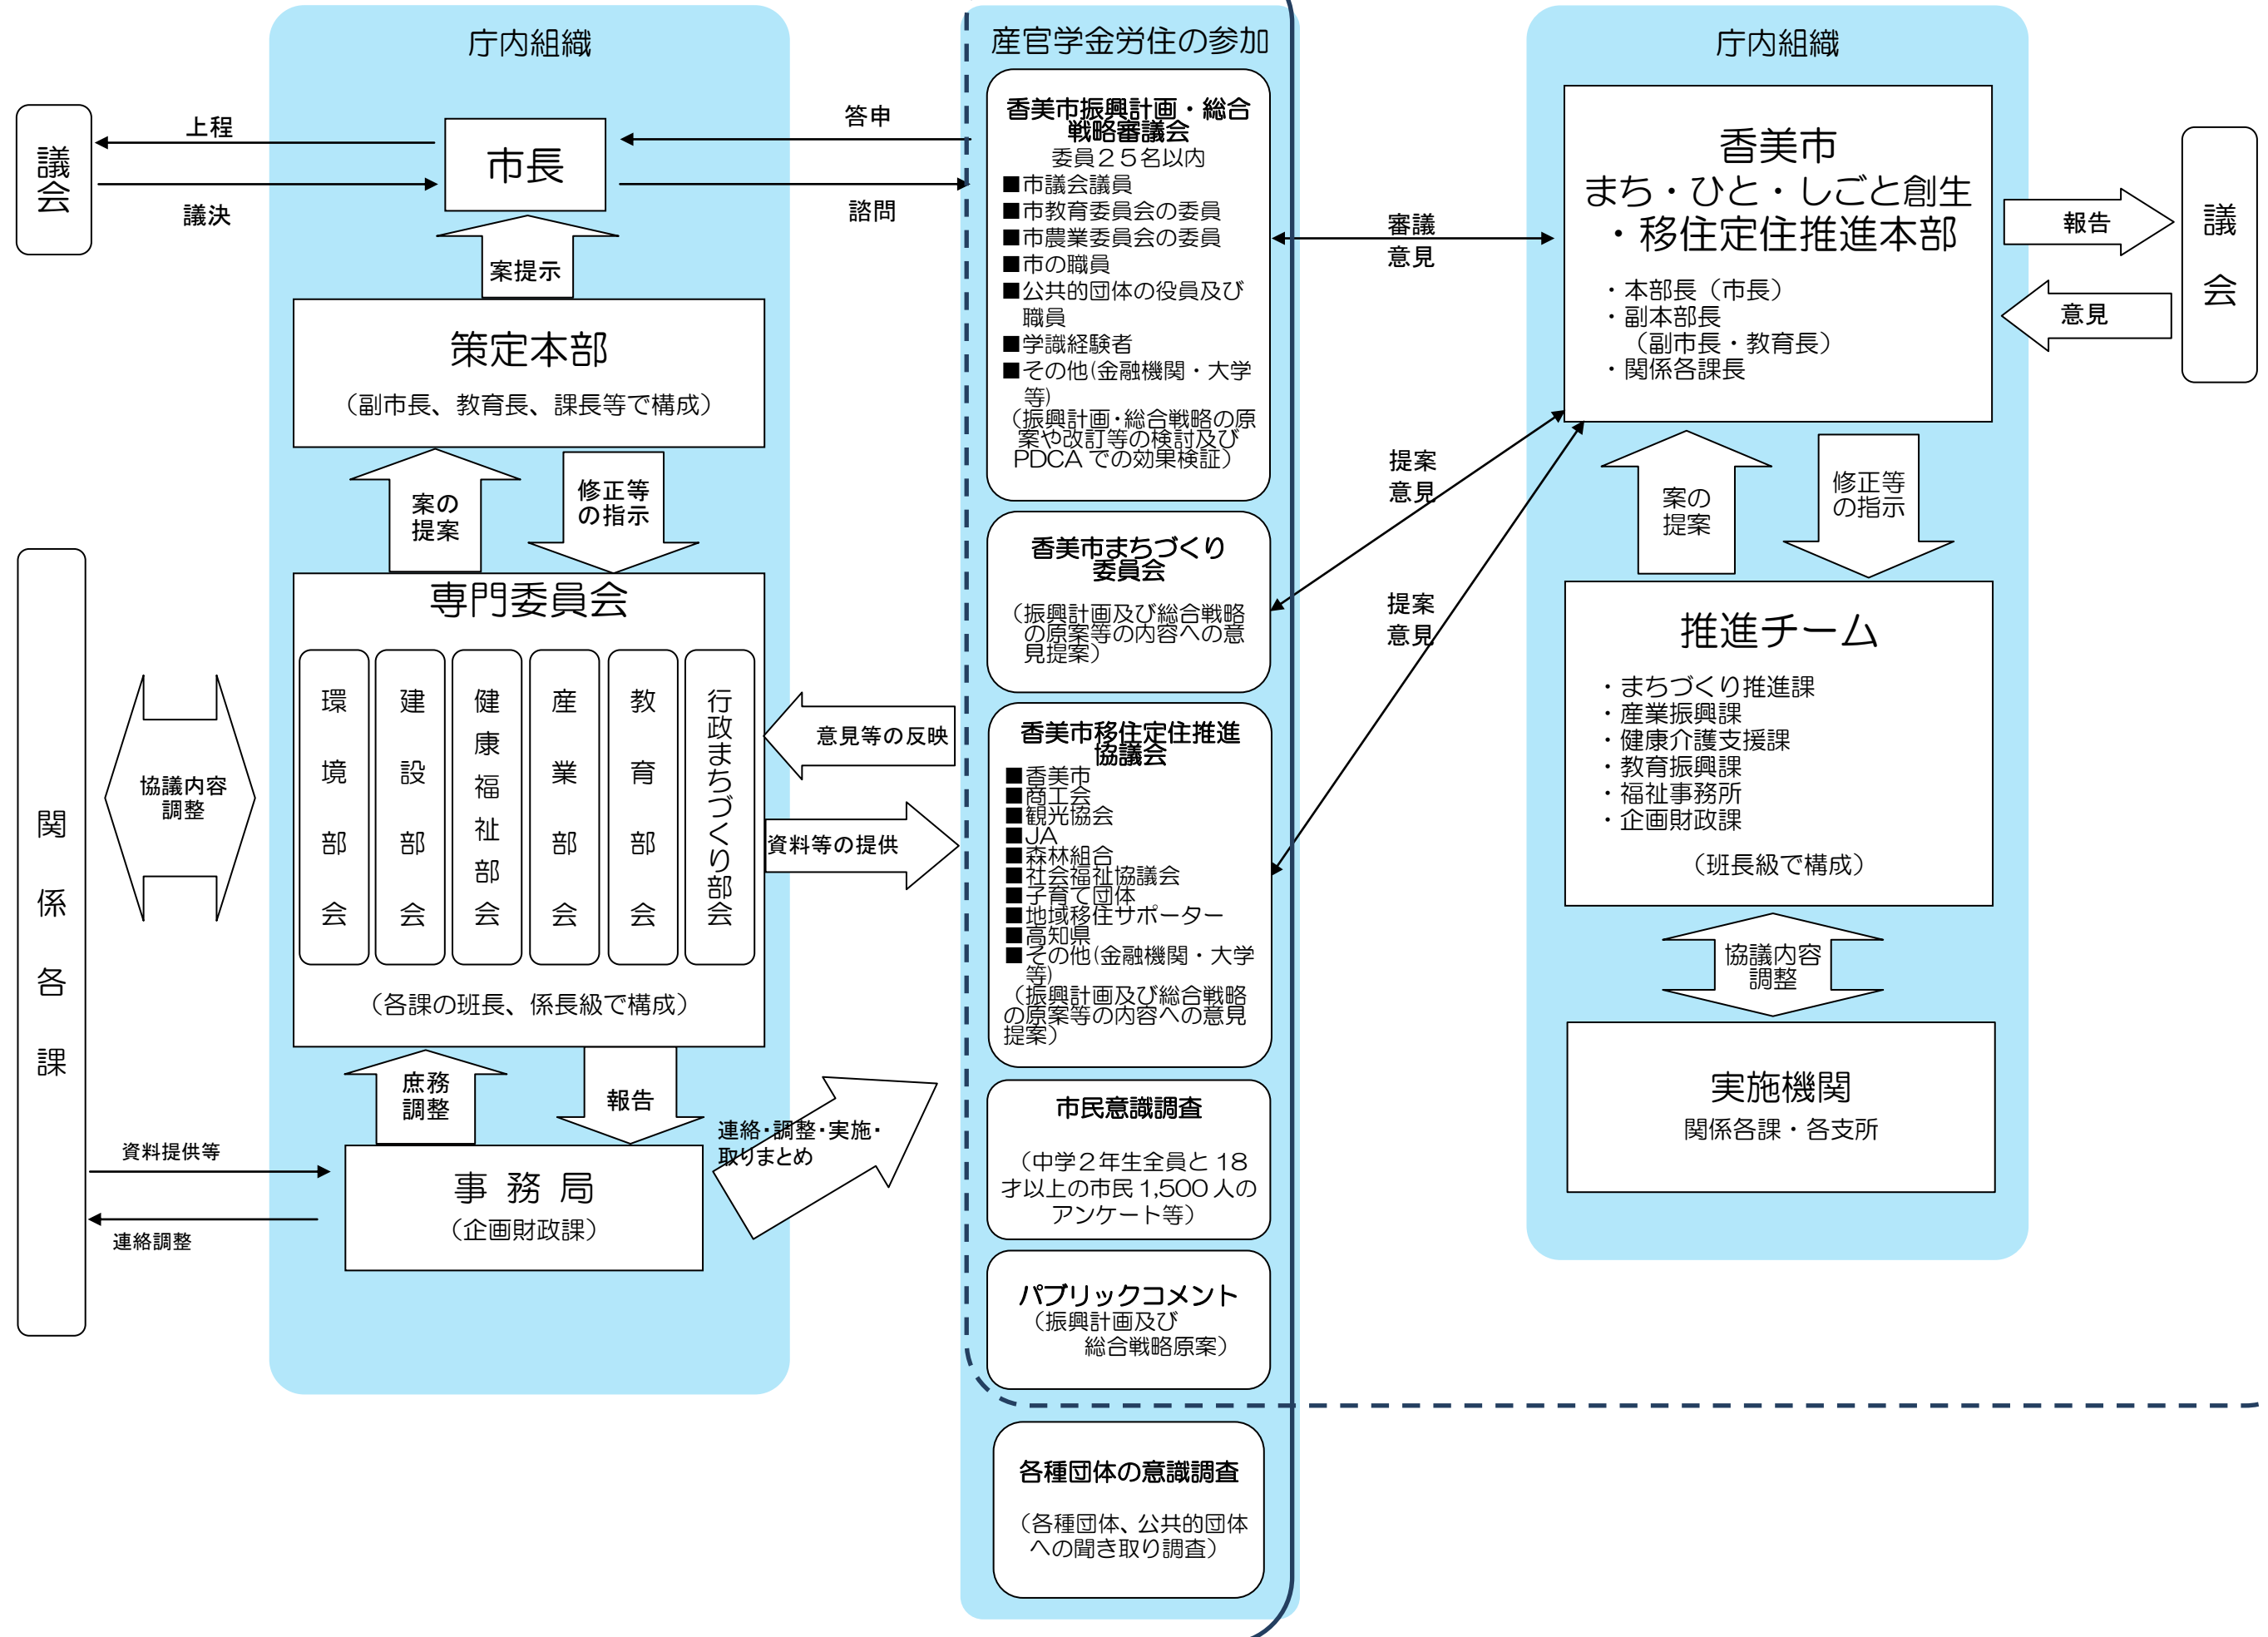 議会
上程
議決
関係各課
協議内容
調整
資料提供等
連絡調整
庁内組織
市長
案提示
策定本部
（副市長、教育長、課長等で構成）
案の
提案
修正等
の指示
専門委員会
環境部会
建設部会
健康福祉部会
産業部会
教育部会
行政まちづくり部会
（各課の班長、係長級で構成）
庶務
調整
報告
事 務 局
（企画財政課）
答申
諮問
意見等の反映
資料等の提供
連絡・調整・実施・
取りまとめ
産官学金労住の参加
香美市振興計画・総合
戦略審議会
委員２５名以内
■市議会議員
■市教育委員会の委員
■市農業委員会の委員
■市の職員
■公共的団体の役員及び
職員
■学識経験者
■その他(金融機関・大学
等)
（振興計画・総合戦略の原
案や改訂等の検討及び
PDCA での効果検証）
香美市まちづくり
委員会
（振興計画及び総合戦略
の原案等の内容への意
見提案）
香美市移住定住推進
協議会
■香美市
■商工会
■観光協会
■JA
■森林組合
■社会福祉協議会
■子育て団体
■地域移住サポーター
■高知県
■その他(金融機関・大学
等)
（振興計画及び総合戦略
の原案等の内容への意見
提案）
市民意識調査
（中学２年生全員と 18
才以上の市民 1,500 人の
アンケート等）
パブリックコメント
（振興計画及び
総合戦略原案）
各種団体の意識調査
（各種団体、公共的団体
への聞き取り調査）
審議
意見
提案
意見
提案
意見
庁内組織
香美市
まち・ひと・しごと創生
・移住定住推進本部
・本部長（市長）
・副本部長
（副市長・教育長）
・関係各課長
案の
提案
修正等
の指示
推進チーム
・まちづくり推進課
・産業振興課
・健康介護支援課
・教育振興課
・福祉事務所
・企画財政課
（班長級で構成）
協議内容
調整
実施機関
関係各課・各支所
報告
意見
議会